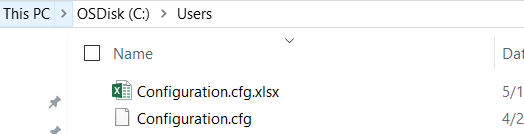 This PC > OSDisk (C:) > Users
Name Dat
Configuration.cfg.xlsx 5/1
Configuration.cfg 4/2